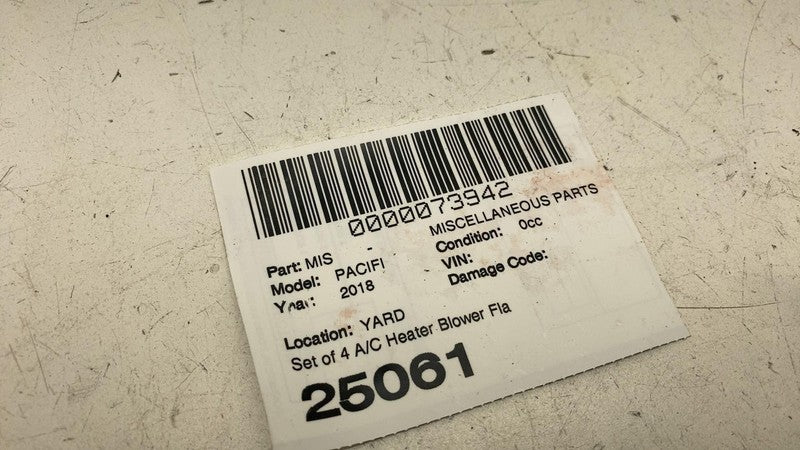 0000073942
Part: MIS - MISCELLANEOUS PARTS
Model: PACIFI Condition: 0cc
Year: 2018 VIN:
Damage Code:
Location: YARD
Set of 4 A/C Heater Blower Fla
25061